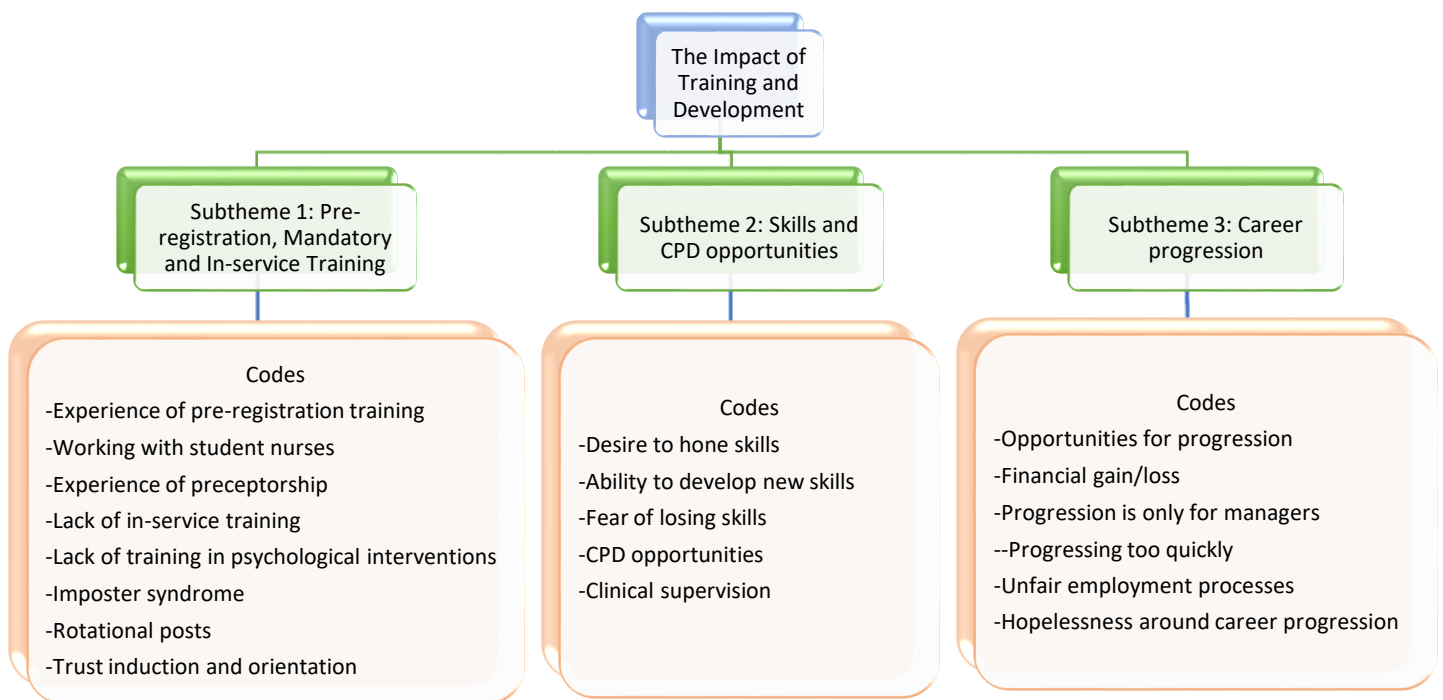 The Impact of
Training and
Development
Subtheme 1: Pre-
registration, Mandatory
and In-service Training
Subtheme 2: Skills and
CPD opportunities
Subtheme 3: Career
progression
Codes
-Experience of pre-registration training
-Working with student nurses
-Experience of preceptorship
-Lack of in-service training
-Lack of training in psychological interventions
-Imposter syndrome
-Rotational posts
-Trust induction and orientation
Codes
-Desire to hone skills
-Ability to develop new skills
-Fear of losing skills
-CPD opportunities
-Clinical supervision
Codes
-Opportunities for progression
-Financial gain/loss
-Progression is only for managers
--Progressing too quickly
-Unfair employment processes
-Hopelessness around career progression